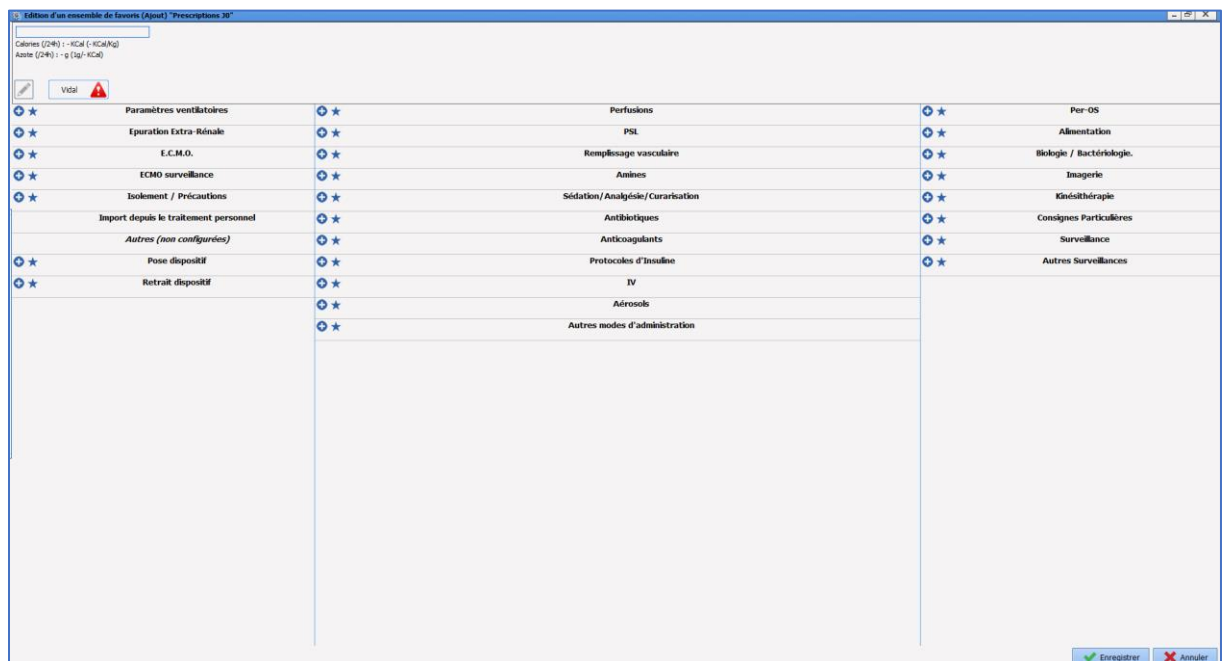 Edition d'un ensemble de favoris (Ajout) "Prescriptions J0"
Calories (/24h) : - KCal (- KCal/Kg)
Azote (/24h) : - g (1g/- KCal)
Vidal
Paramètres ventilatoires
Epuration Extra-Rénale
E.C.M.O.
ECMO surveillance
Isolement / Précautions
Import depuis le traitement personnel
Autres (non configurées)
Pose dispositif
Retrait dispositif
Perfusions
PSL
Remplissage vasculaire
Amines
Sédation/Analgésie/Curarisation
Antibiotiques
Anticoagulants
Protocoles d'Insuline
IV
Aérosols
Autres modes d'administration
Per-OS
Alimentation
Biologie / Bactériologie.
Imagerie
Kinésithérapie
Consignes Particulières
Surveillance
Autres Surveillances
Enregistrer
Annuler